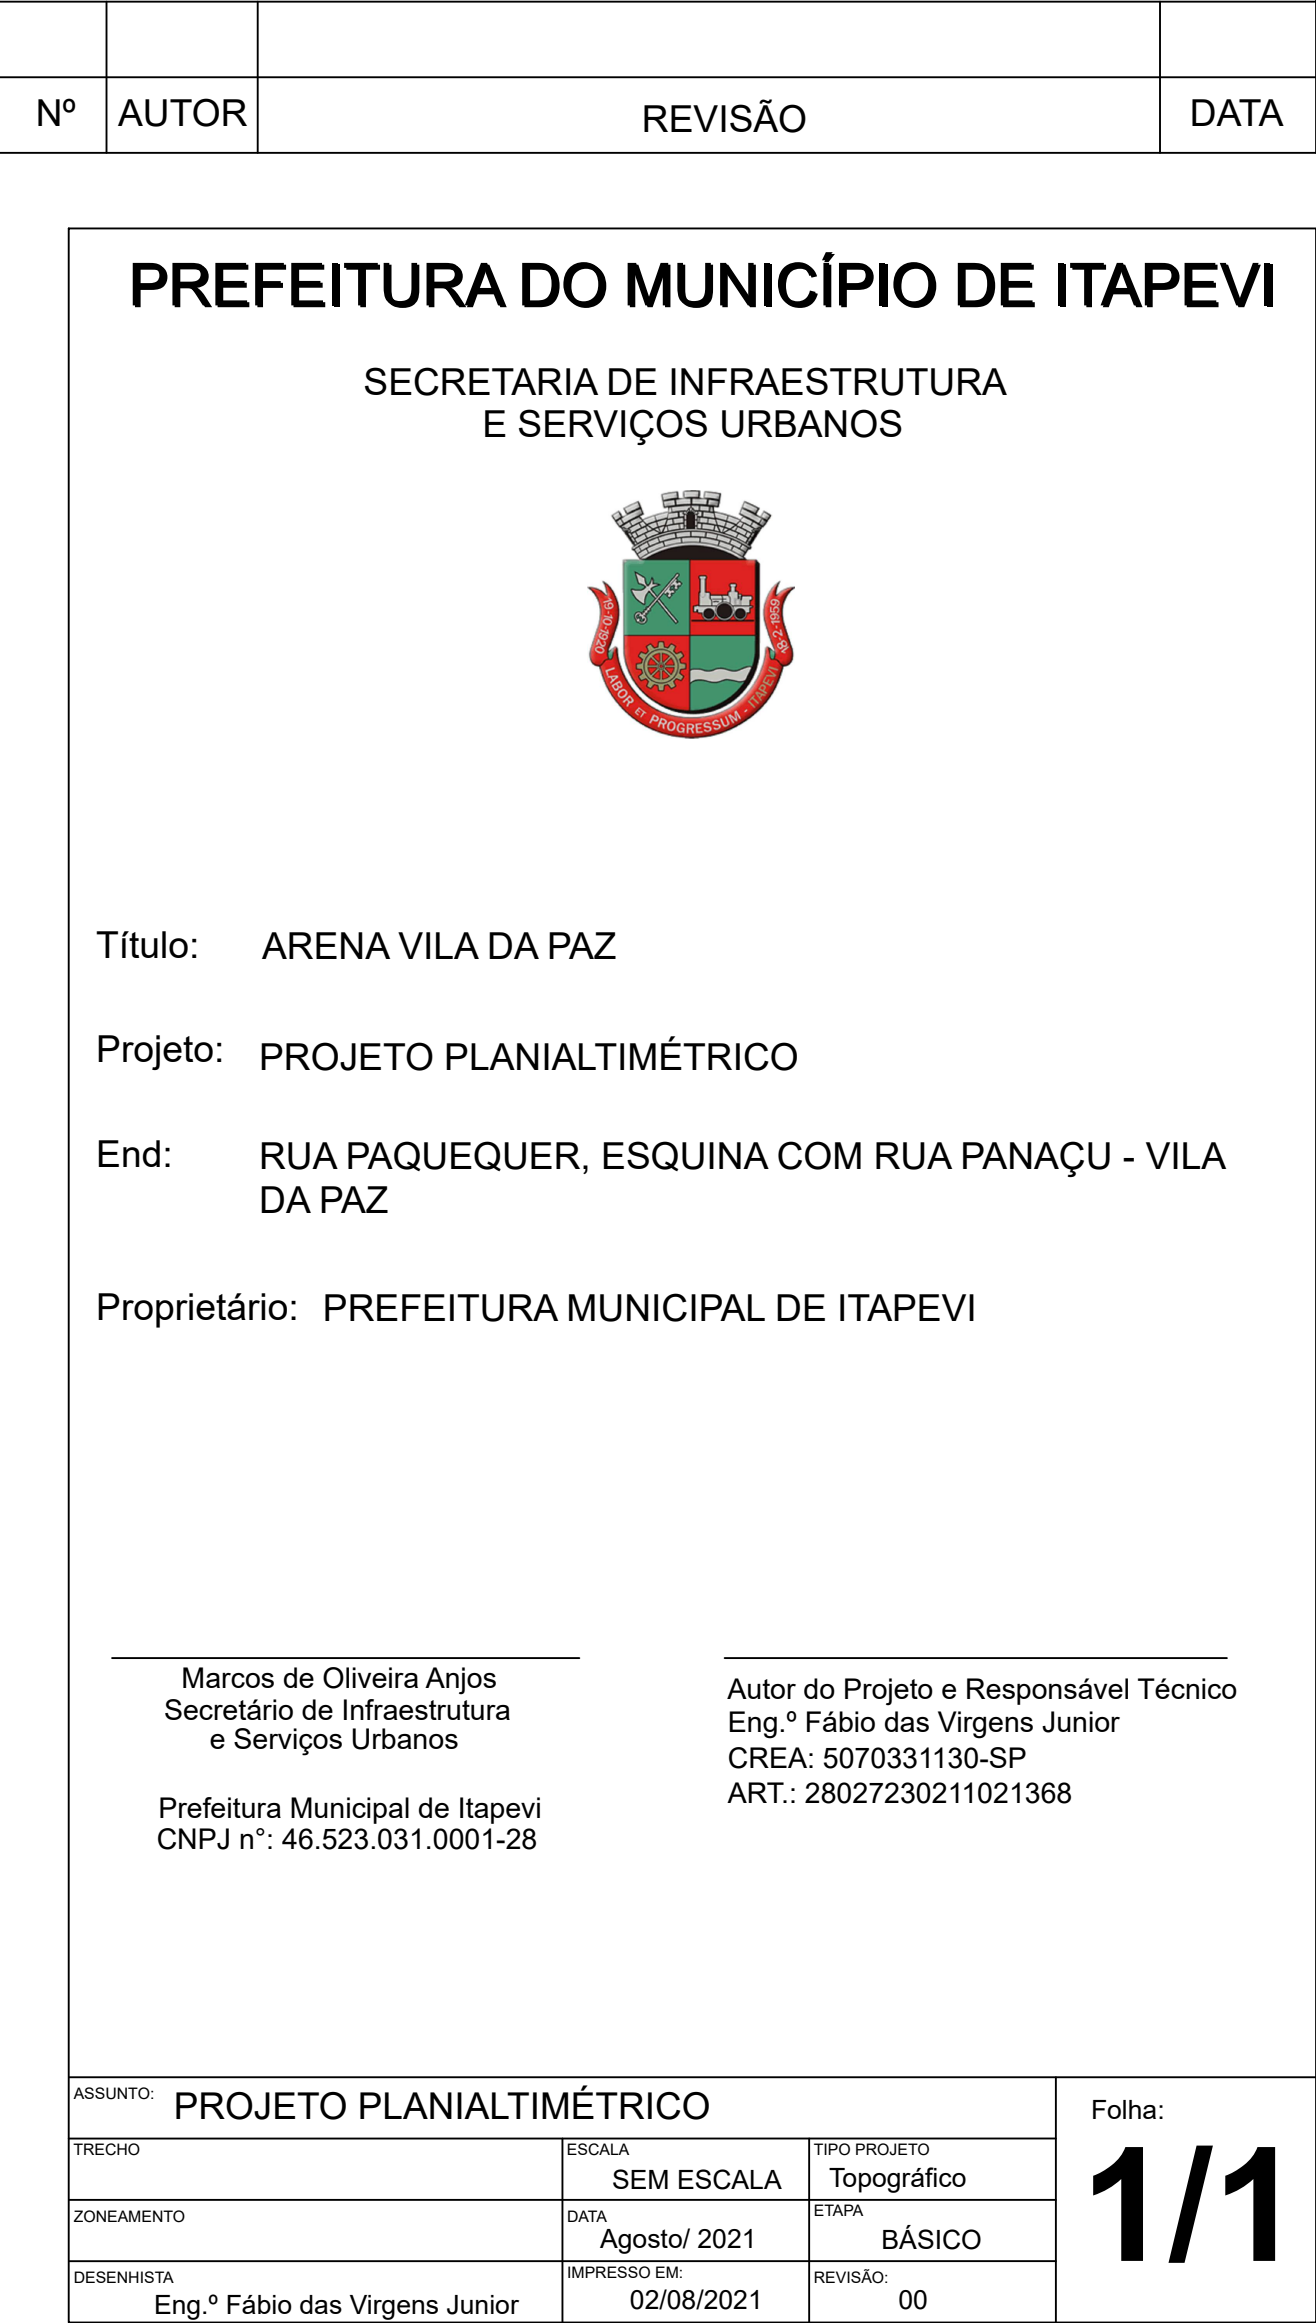 Nº AUTOR REVISÃO DATA
PREFEITURA DO MUNICÍPIO DE ITAPEVI
SECRETARIA DE INFRAESTRUTURA
E SERVIÇOS URBANOS
19-10-1920
18-2-1959
LABOR ET PROGRESSUM - ITAPEVI
Título: ARENA VILA DA PAZ
Projeto: PROJETO PLANIALTIMÉTRICO
End: RUA PAQUEQUER, ESQUINA COM RUA PANAÇU - VILA
DA PAZ
Proprietário: PREFEITURA MUNICIPAL DE ITAPEVI
Marcos de Oliveira Anjos
Secretário de Infraestrutura
e Serviços Urbanos
Prefeitura Municipal de Itapevi
CNPJ n°: 46.523.031.0001-28
Autor do Projeto e Responsável Técnico
Eng.º Fábio das Virgens Junior
CREA: 5070331130-SP
ART.: 28027230211021368
ASSUNTO: PROJETO PLANIALTIMÉTRICO
Folha:
1/1
TRECHO
ESCALA
SEM ESCALA
TIPO PROJETO
Topográfico
ZONEAMENTO
DATA
Agosto/ 2021
ETAPA
BÁSICO
DESENHISTA
Eng.º Fábio das Virgens Junior
IMPRESSO EM:
02/08/2021
REVISÃO:
00